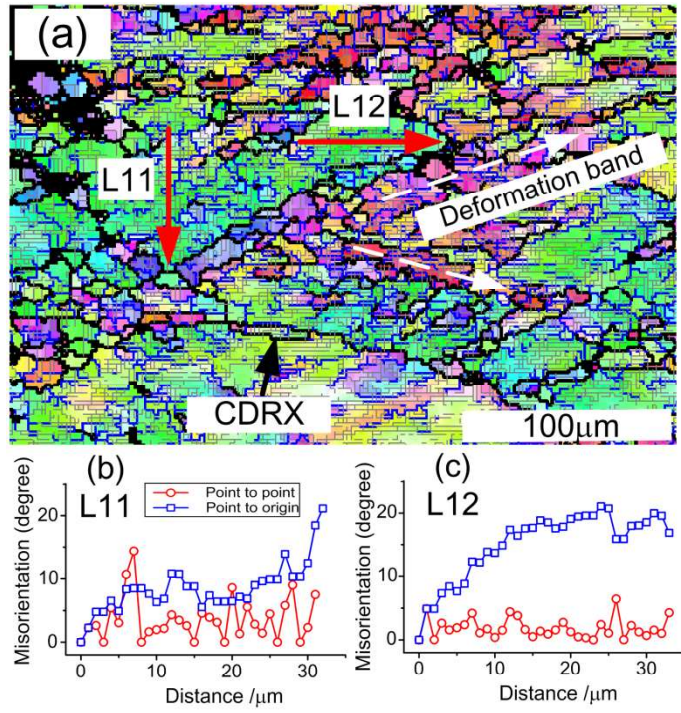 (a)
L12
L11
Deformation band
CDRX
100μm
(b)
L11
Point to point
Point to origin
Misorientation (degree)
20
10
0
0 10 20 30
Distance /μm
(c)
L12
Misorientation (degree)
20
10
0
0 10 20 30
Distance /μm